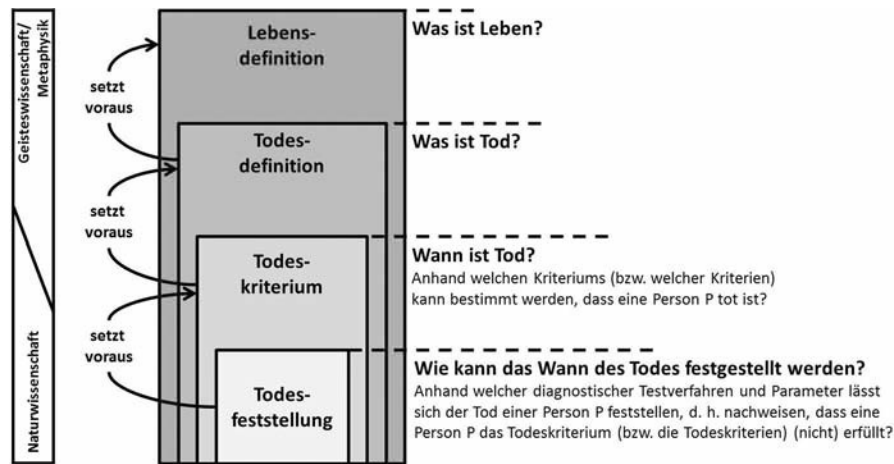 Geisteswissenschaft/
Metaphysik
Naturwissenschaft
setzt
voraus
setzt
voraus
setzt
voraus
Lebens-
definition
Todes-
definition
Todes-
kriterium
Todes-
feststellung
Was ist Leben?
Was ist Tod?
Wann ist Tod?
Anhand welchen Kriteriums (bzw. welcher Kriterien)
kann bestimmt werden, dass eine Person P tot ist?
Wie kann das Wann des Todes festgestellt werden?
Anhand welcher diagnostischer Testverfahren und Parameter lässt
sich der Tod einer Person P feststellen, d. h. nachweisen, dass eine
Person P das Todeskriterium (bzw. die Todeskriterien) (nicht) erfüllt?